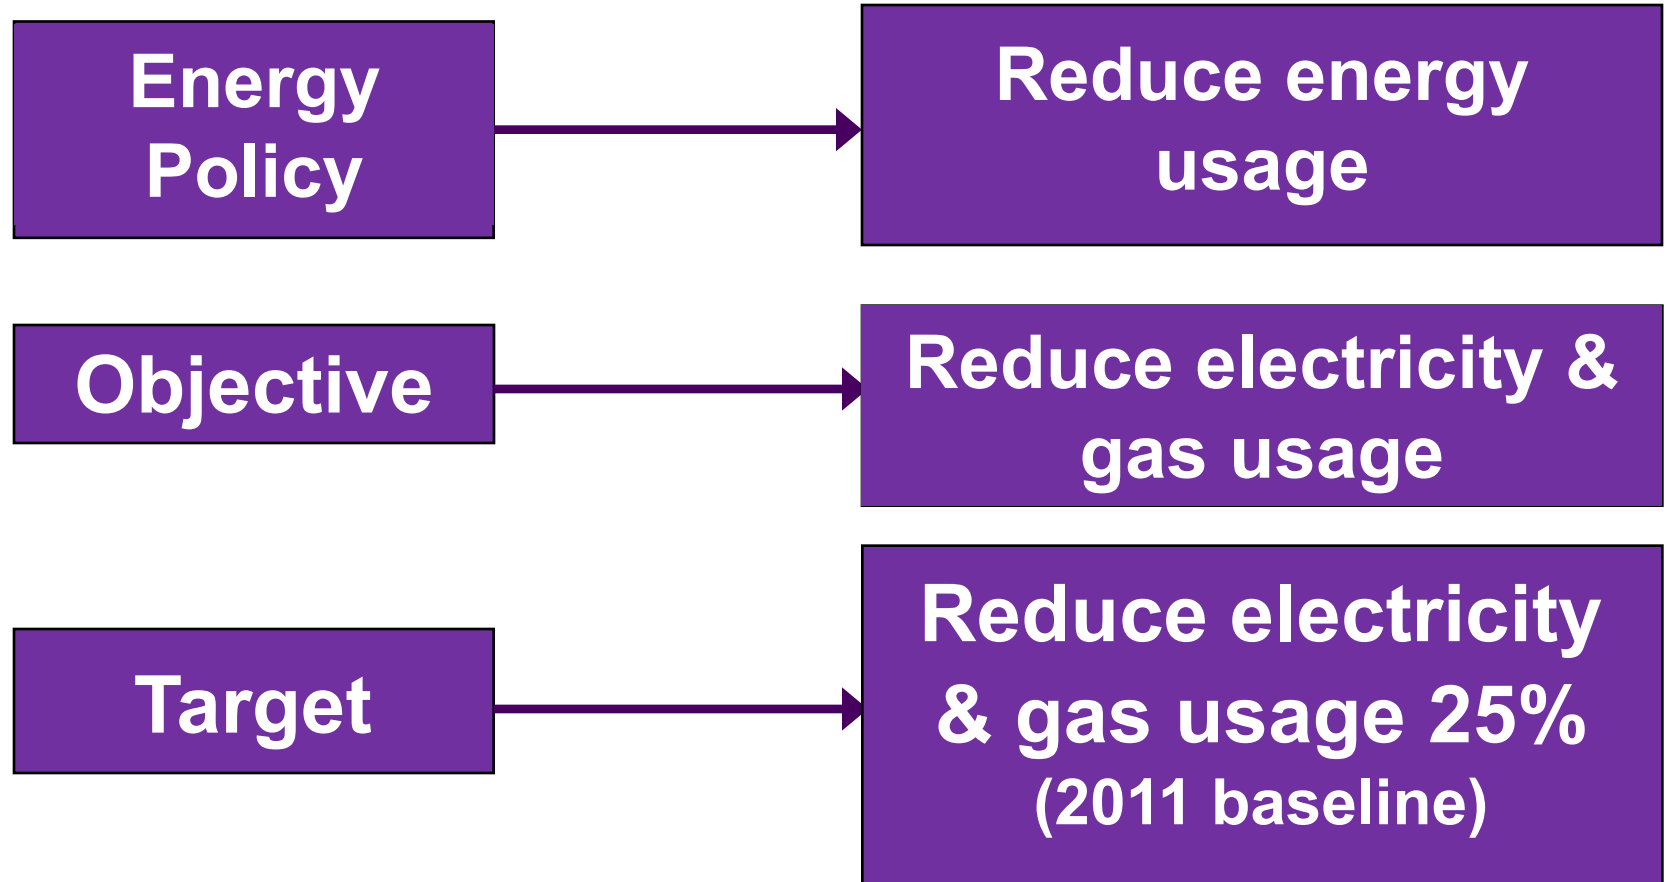 Energy
Policy
Reduce energy
usage
Objective
Reduce electricity &
gas usage
Target
Reduce electricity
& gas usage 25%
(2011 baseline)